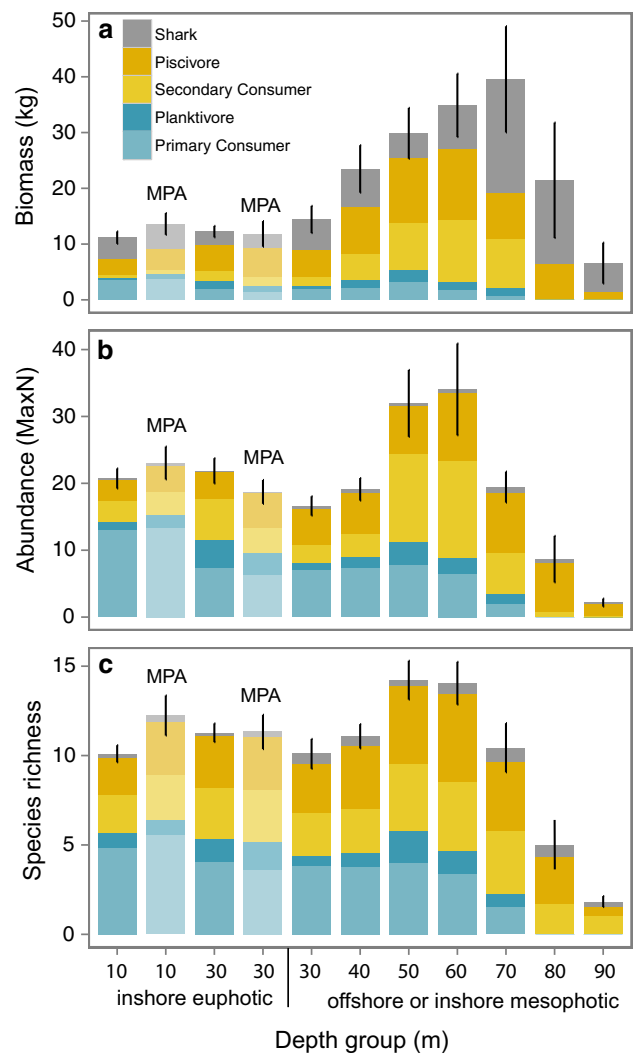 a
50
40
30
20
10
0
Biomass (kg)
Shark
Piscivore
Secondary Consumer
Planktivore
Primary Consumer
MPA
MPA
b
40
30
20
10
0
Abundance (MaxN)
MPA
MPA
c
15
10
5
0
Species richness
MPA
MPA
10 10 30 30 30 40 50 60 70 80 90
inshore euphotic offshore or inshore mesophotic
Depth group (m)